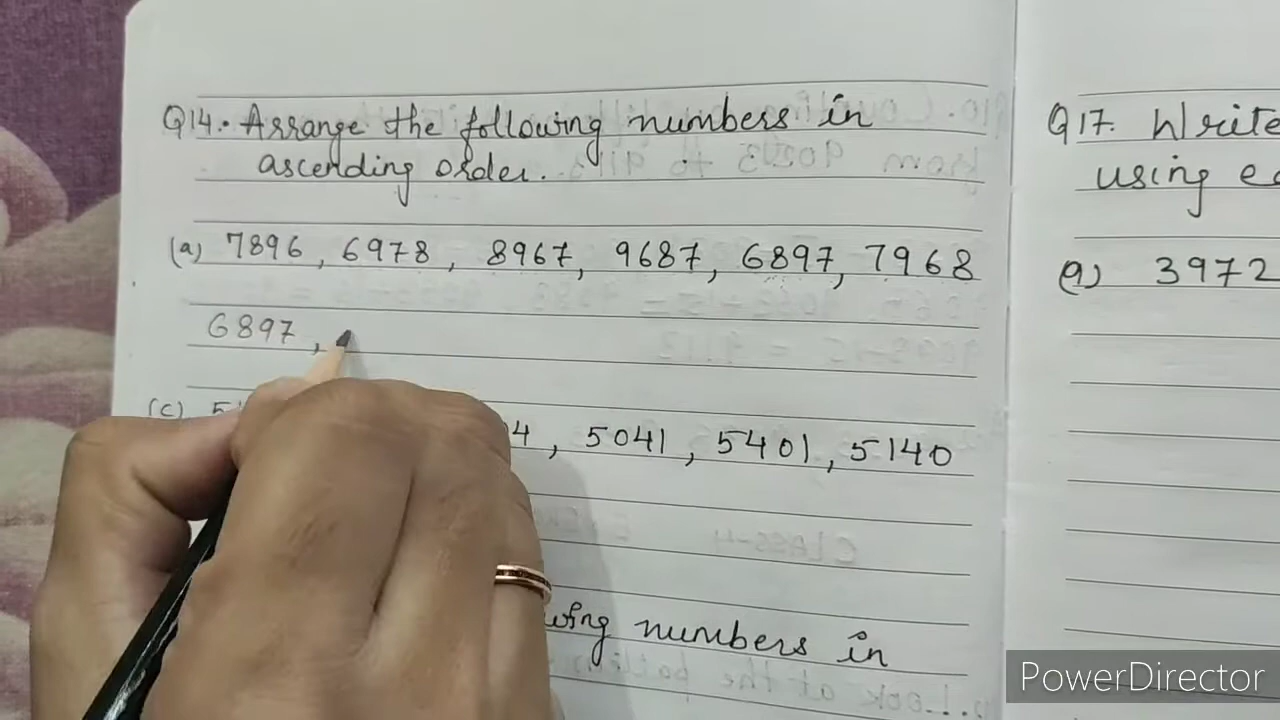 Q14. Arrange the following numbers in
ascending order.
(a) 7896, 6978, 8967, 9687, 6897, 7968
6897,
(c) 4, 5041, 5401, 5140
numbers in
Q17. Write
using
a) 3972
PowerDirector